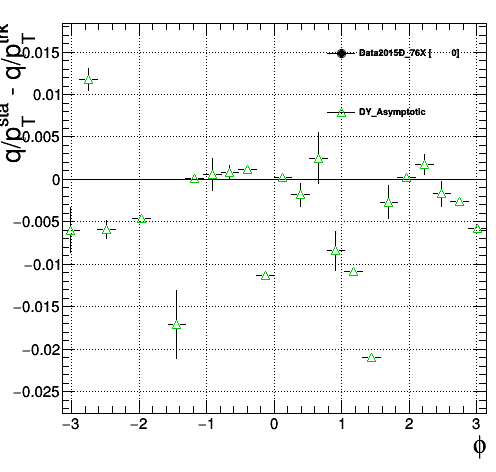 q/p_T^sta - q/p_T^trk
0.015
0.01
0.005
0
−0.005
−0.01
−0.015
−0.02
−0.025
Data2015D_76X [ 0]
DY_Asymptotic
−3 −2 −1 0 1 2 3
ϕ